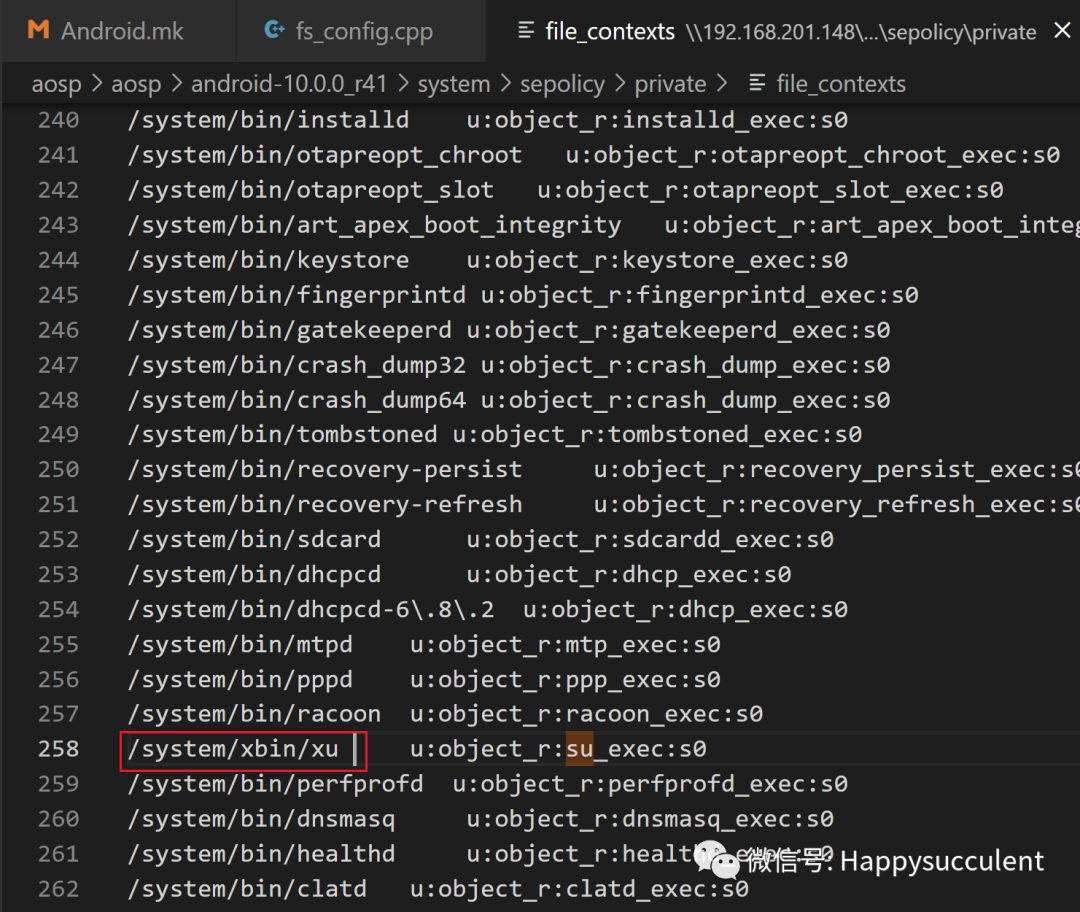 Android.mk fs_config.cpp file_contexts \\192.168.201.148\...\sepolicy\private
aosp > aosp > android-10.0.0_r41 > system > sepolicy > private > file_contexts
240 /system/bin/installd u:object_r:installd_exec:s0
241 /system/bin/otapreopt_chroot u:object_r:otapreopt_chroot_exec:s0
242 /system/bin/otapreopt_slot u:object_r:otapreopt_slot_exec:s0
243 /system/bin/art_apex_boot_integrity u:object_r:art_apex_boot_integ
244 /system/bin/keystore u:object_r:keystore_exec:s0
245 /system/bin/fingerprintd u:object_r:fingerprintd_exec:s0
246 /system/bin/gatekeeperd u:object_r:gatekeeperd_exec:s0
247 /system/bin/crash_dump32 u:object_r:crash_dump_exec:s0
248 /system/bin/crash_dump64 u:object_r:crash_dump_exec:s0
249 /system/bin/tombstoned u:object_r:tombstoned_exec:s0
250 /system/bin/recovery-persist u:object_r:recovery_persist_exec:s0
251 /system/bin/recovery-refresh u:object_r:recovery_refresh_exec:s0
252 /system/bin/sdcard u:object_r:sdcardd_exec:s0
253 /system/bin/dhcpcd u:object_r:dhcp_exec:s0
254 /system/bin/dhcpcd-6\.8\.2 u:object_r:dhcp_exec:s0
255 /system/bin/mtpd u:object_r:mtp_exec:s0
256 /system/bin/pppd u:object_r:ppp_exec:s0
257 /system/bin/racoon u:object_r:racoon_exec:s0
258 /system/xbin/xu u:object_r:su_exec:s0
259 /system/bin/perfprofd u:object_r:perfprofd_exec:s0
260 /system/bin/dnsmasq u:object_r:dnsmasq_exec:s0
261 /system/bin/healthd u:object_r:healthd_exec:s0
微信号: Happysucculent
262 /system/bin/clatd u:object_r:clatd_exec:s0